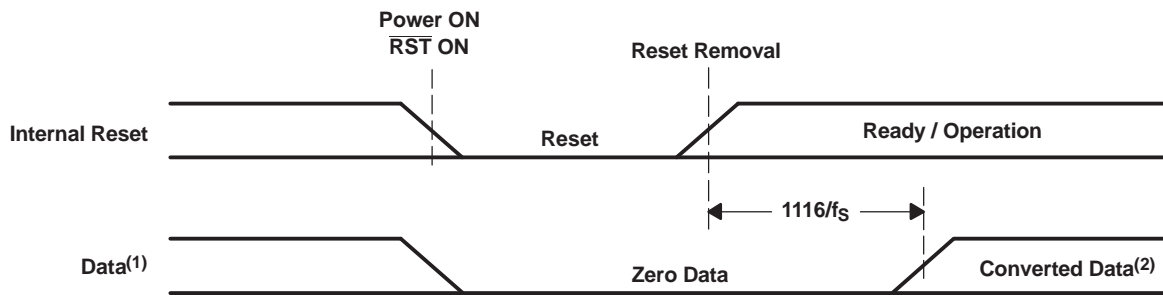 Power ON
RST ON
Reset Removal
Internal Reset
Reset
Ready / Operation
1116/fS
Data(1)
Zero Data
Converted Data(2)